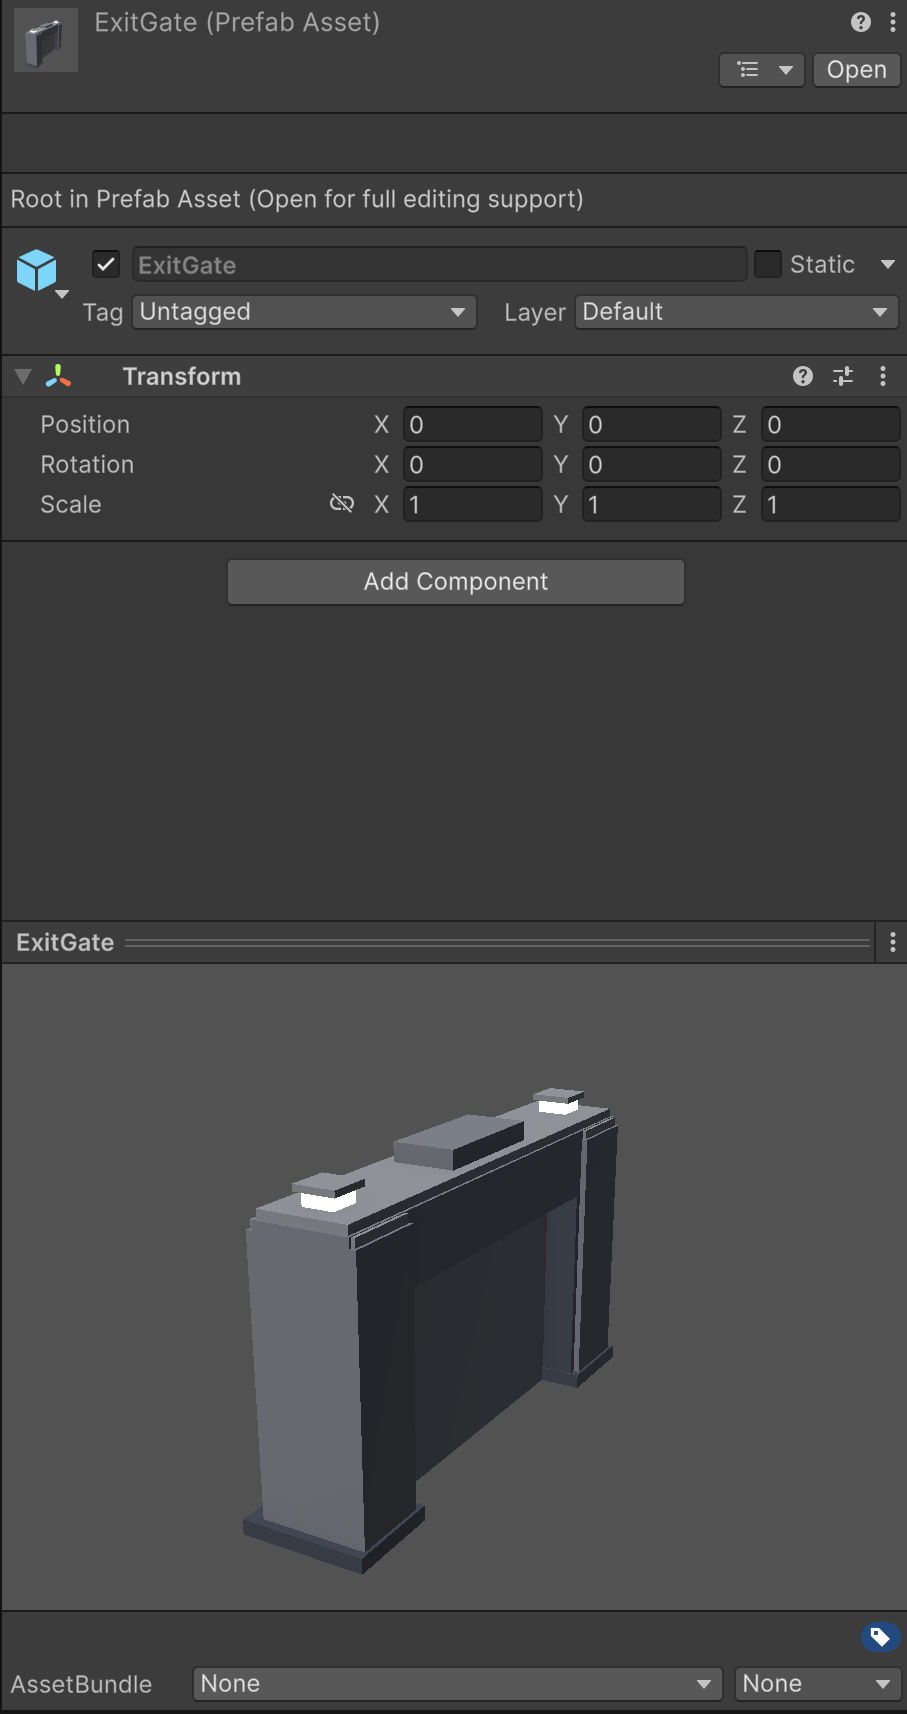 ExitGate (Prefab Asset)
Open
Root in Prefab Asset (Open for full editing support)
ExitGate
Static
Tag Untagged Layer Default
Transform
Position X 0 Y 0 Z 0
Rotation X 0 Y 0 Z 0
Scale X 1 Y 1 Z 1
Add Component
ExitGate
AssetBundle None None